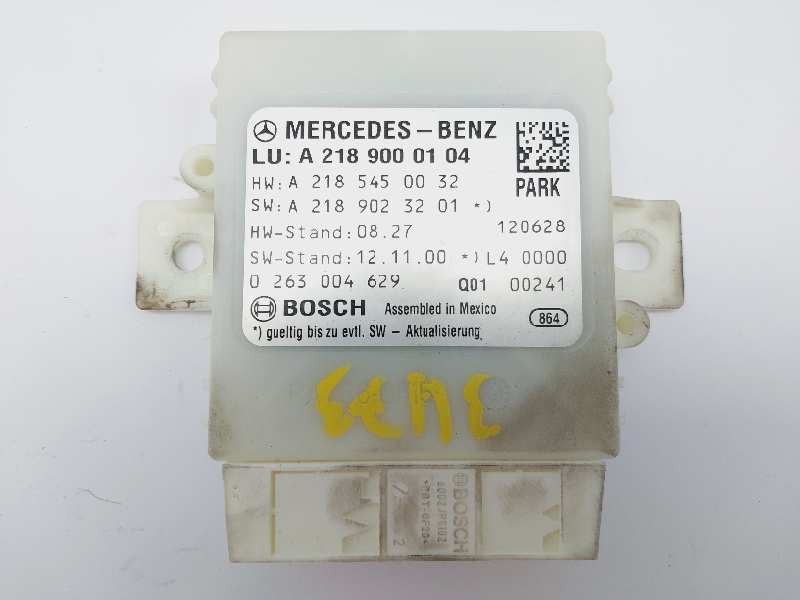 MERCEDES-BENZ
LU: A 218 900 01 04
HW: A 218 545 00 32
PARK
SW: A 218 902 32 01 *)
HW-Stand: 08.27
120628
SW-Stand: 12.11.00 *) L4 0000
0 263 004 629 Q01 00241
BOSCH Assembled in Mexico
864
*) gueltig bis zu evtl. SW - Aktualisierung
BOSCH
2